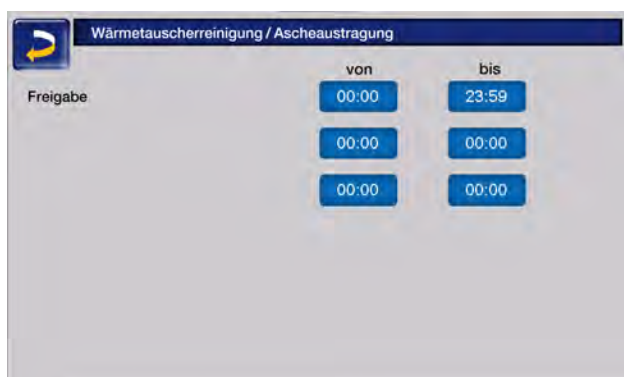 Wärmetauscherreinigung / Ascheaustragung
von bis
Freigabe 00:00 23:59
00:00 00:00
00:00 00:00